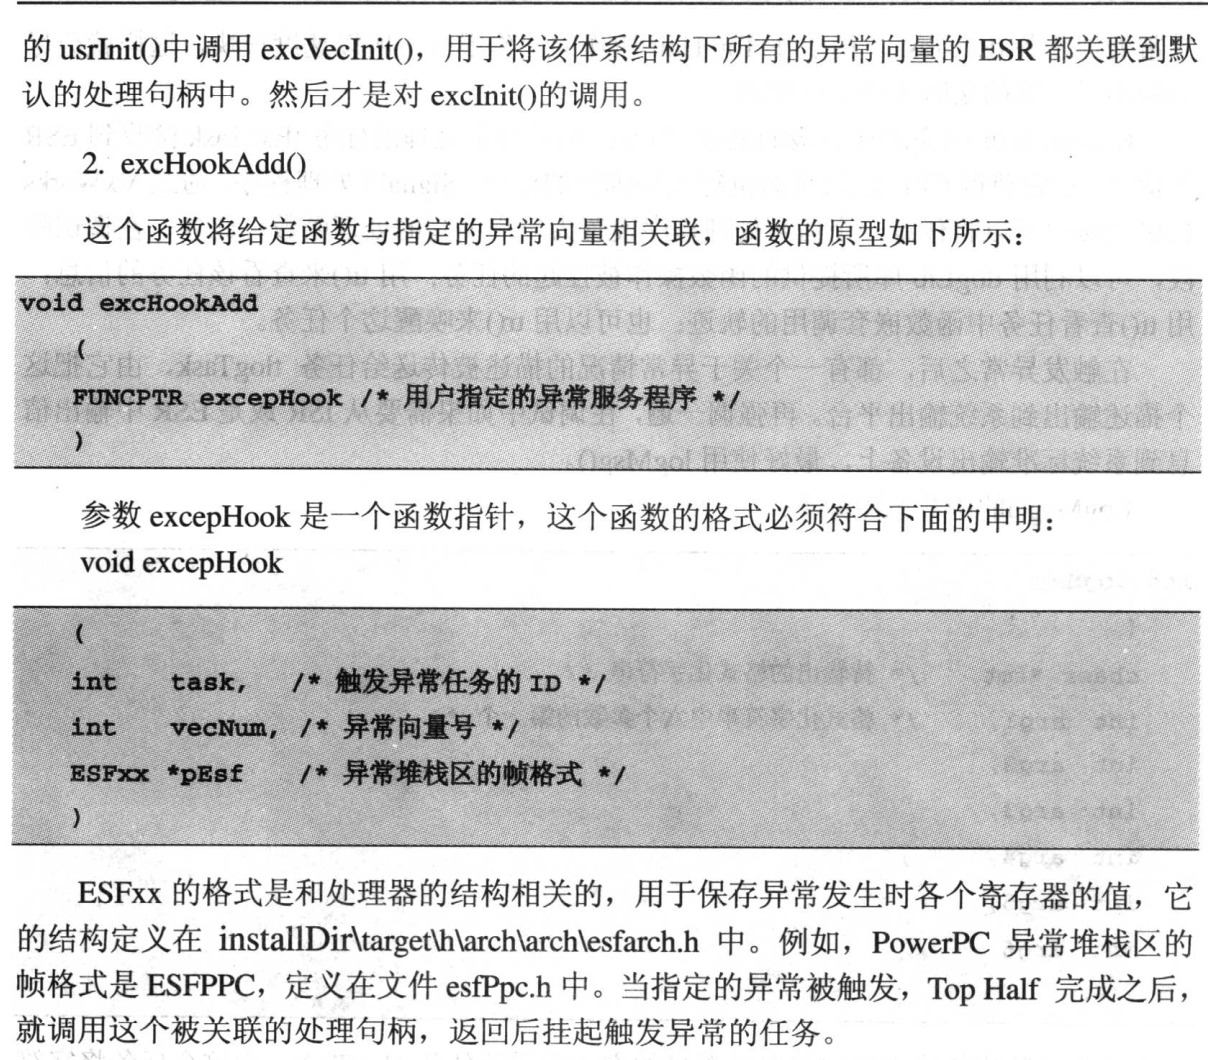 的 usrInit()中调用 excVecInit()，用于将该体系结构下所有的异常向量的 ESR 都关联到默
认的处理句柄中。然后才是对 excInit()的调用。
2. excHookAdd()
这个函数将给定函数与指定的异常向量相关联，函数的原型如下所示：
void excHookAdd
(
FUNCPTR excepHook /* 用户指定的异常服务程序 */
)
参数 excepHook 是一个函数指针，这个函数的格式必须符合下面的申明：
void excepHook
(
int task, /* 触发异常任务的 ID */
int vecNum, /* 异常向量号 */
ESFxx *pEsf /* 异常堆栈区的帧格式 */
)
ESFxx 的格式是和处理器的结构相关的，用于保存异常发生时各个寄存器的值，它
的结构定义在 installDir\target\h\arch\arch\esfarch.h 中。例如，PowerPC 异常堆栈区的
帧格式是 ESFPPC，定义在文件 esfPpc.h 中。当指定的异常被触发，Top Half 完成之后，
就调用这个被关联的处理句柄，返回后挂起触发异常的任务。